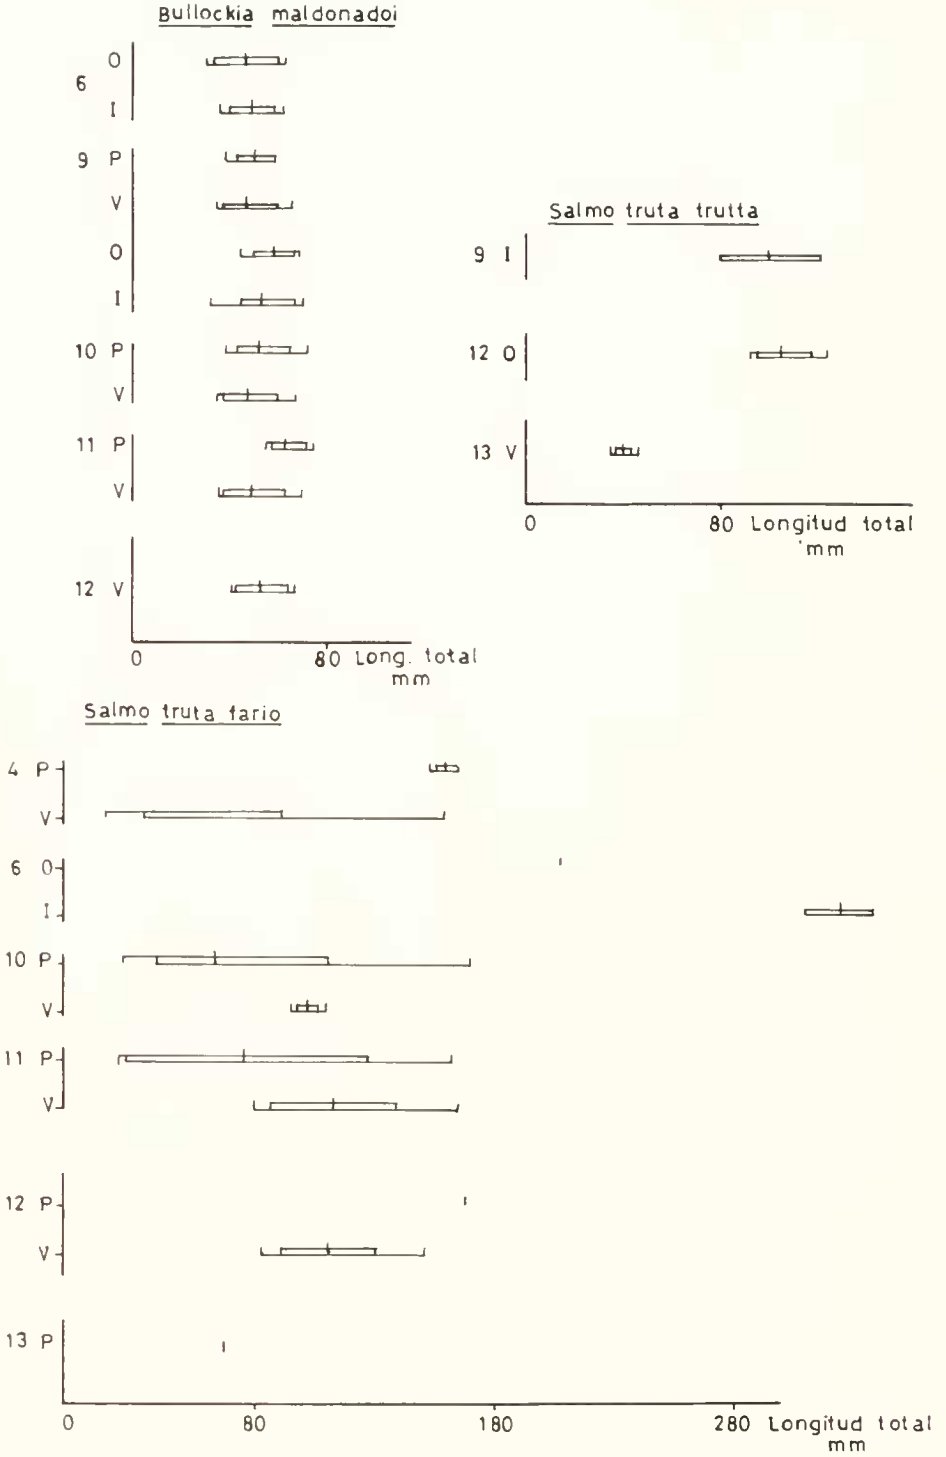 Bullockia maldonadoi
6 O
I
9 P
V
O
I
10 P
V
11 P
V
12 V
0 80 Long. total
mm
Salmo truta trutta
9 I
12 O
13 V
0 80 Longitud total
mm
Salmo truta fario
4 P
V
6 O
I
10 P
V
11 P
V
12 P
V
13 P
0 80 180 280 Longitud total
mm